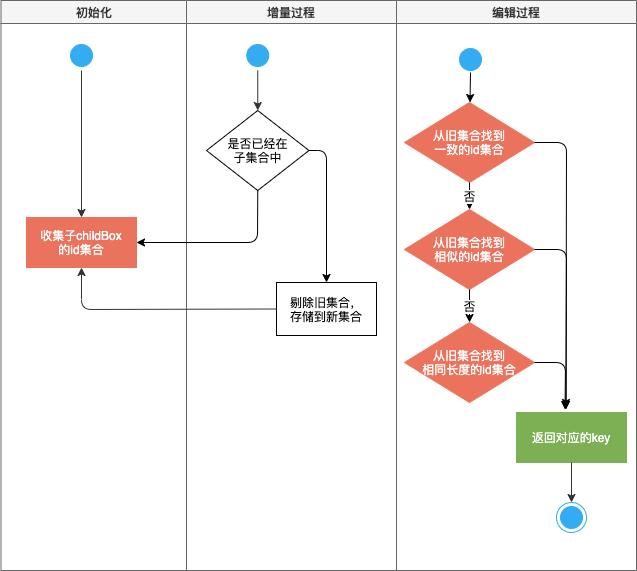 初始化
增量过程
编辑过程
收集子childBox
的id集合
是否已经在
子集合中
剔除旧集合，
存储到新集合
从旧集合找到
一致的id集合
否
从旧集合找到
相似的id集合
否
从旧集合找到
相同长度的id集合
返回对应的key